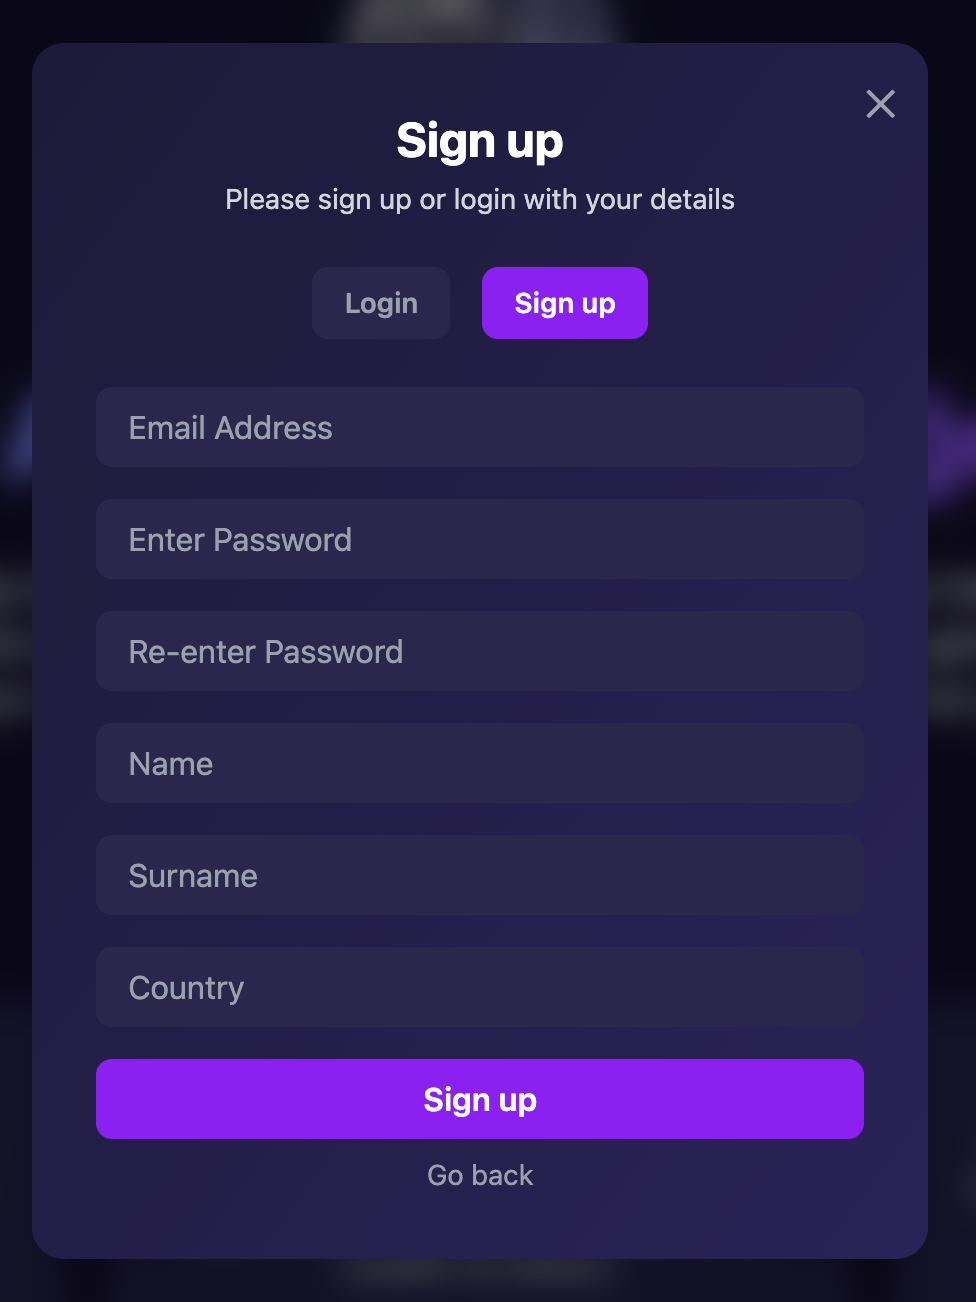 Sign up
Please sign up or login with your details
Login
Sign up
Email Address
Enter Password
Re-enter Password
Name
Surname
Country
Sign up
Go back